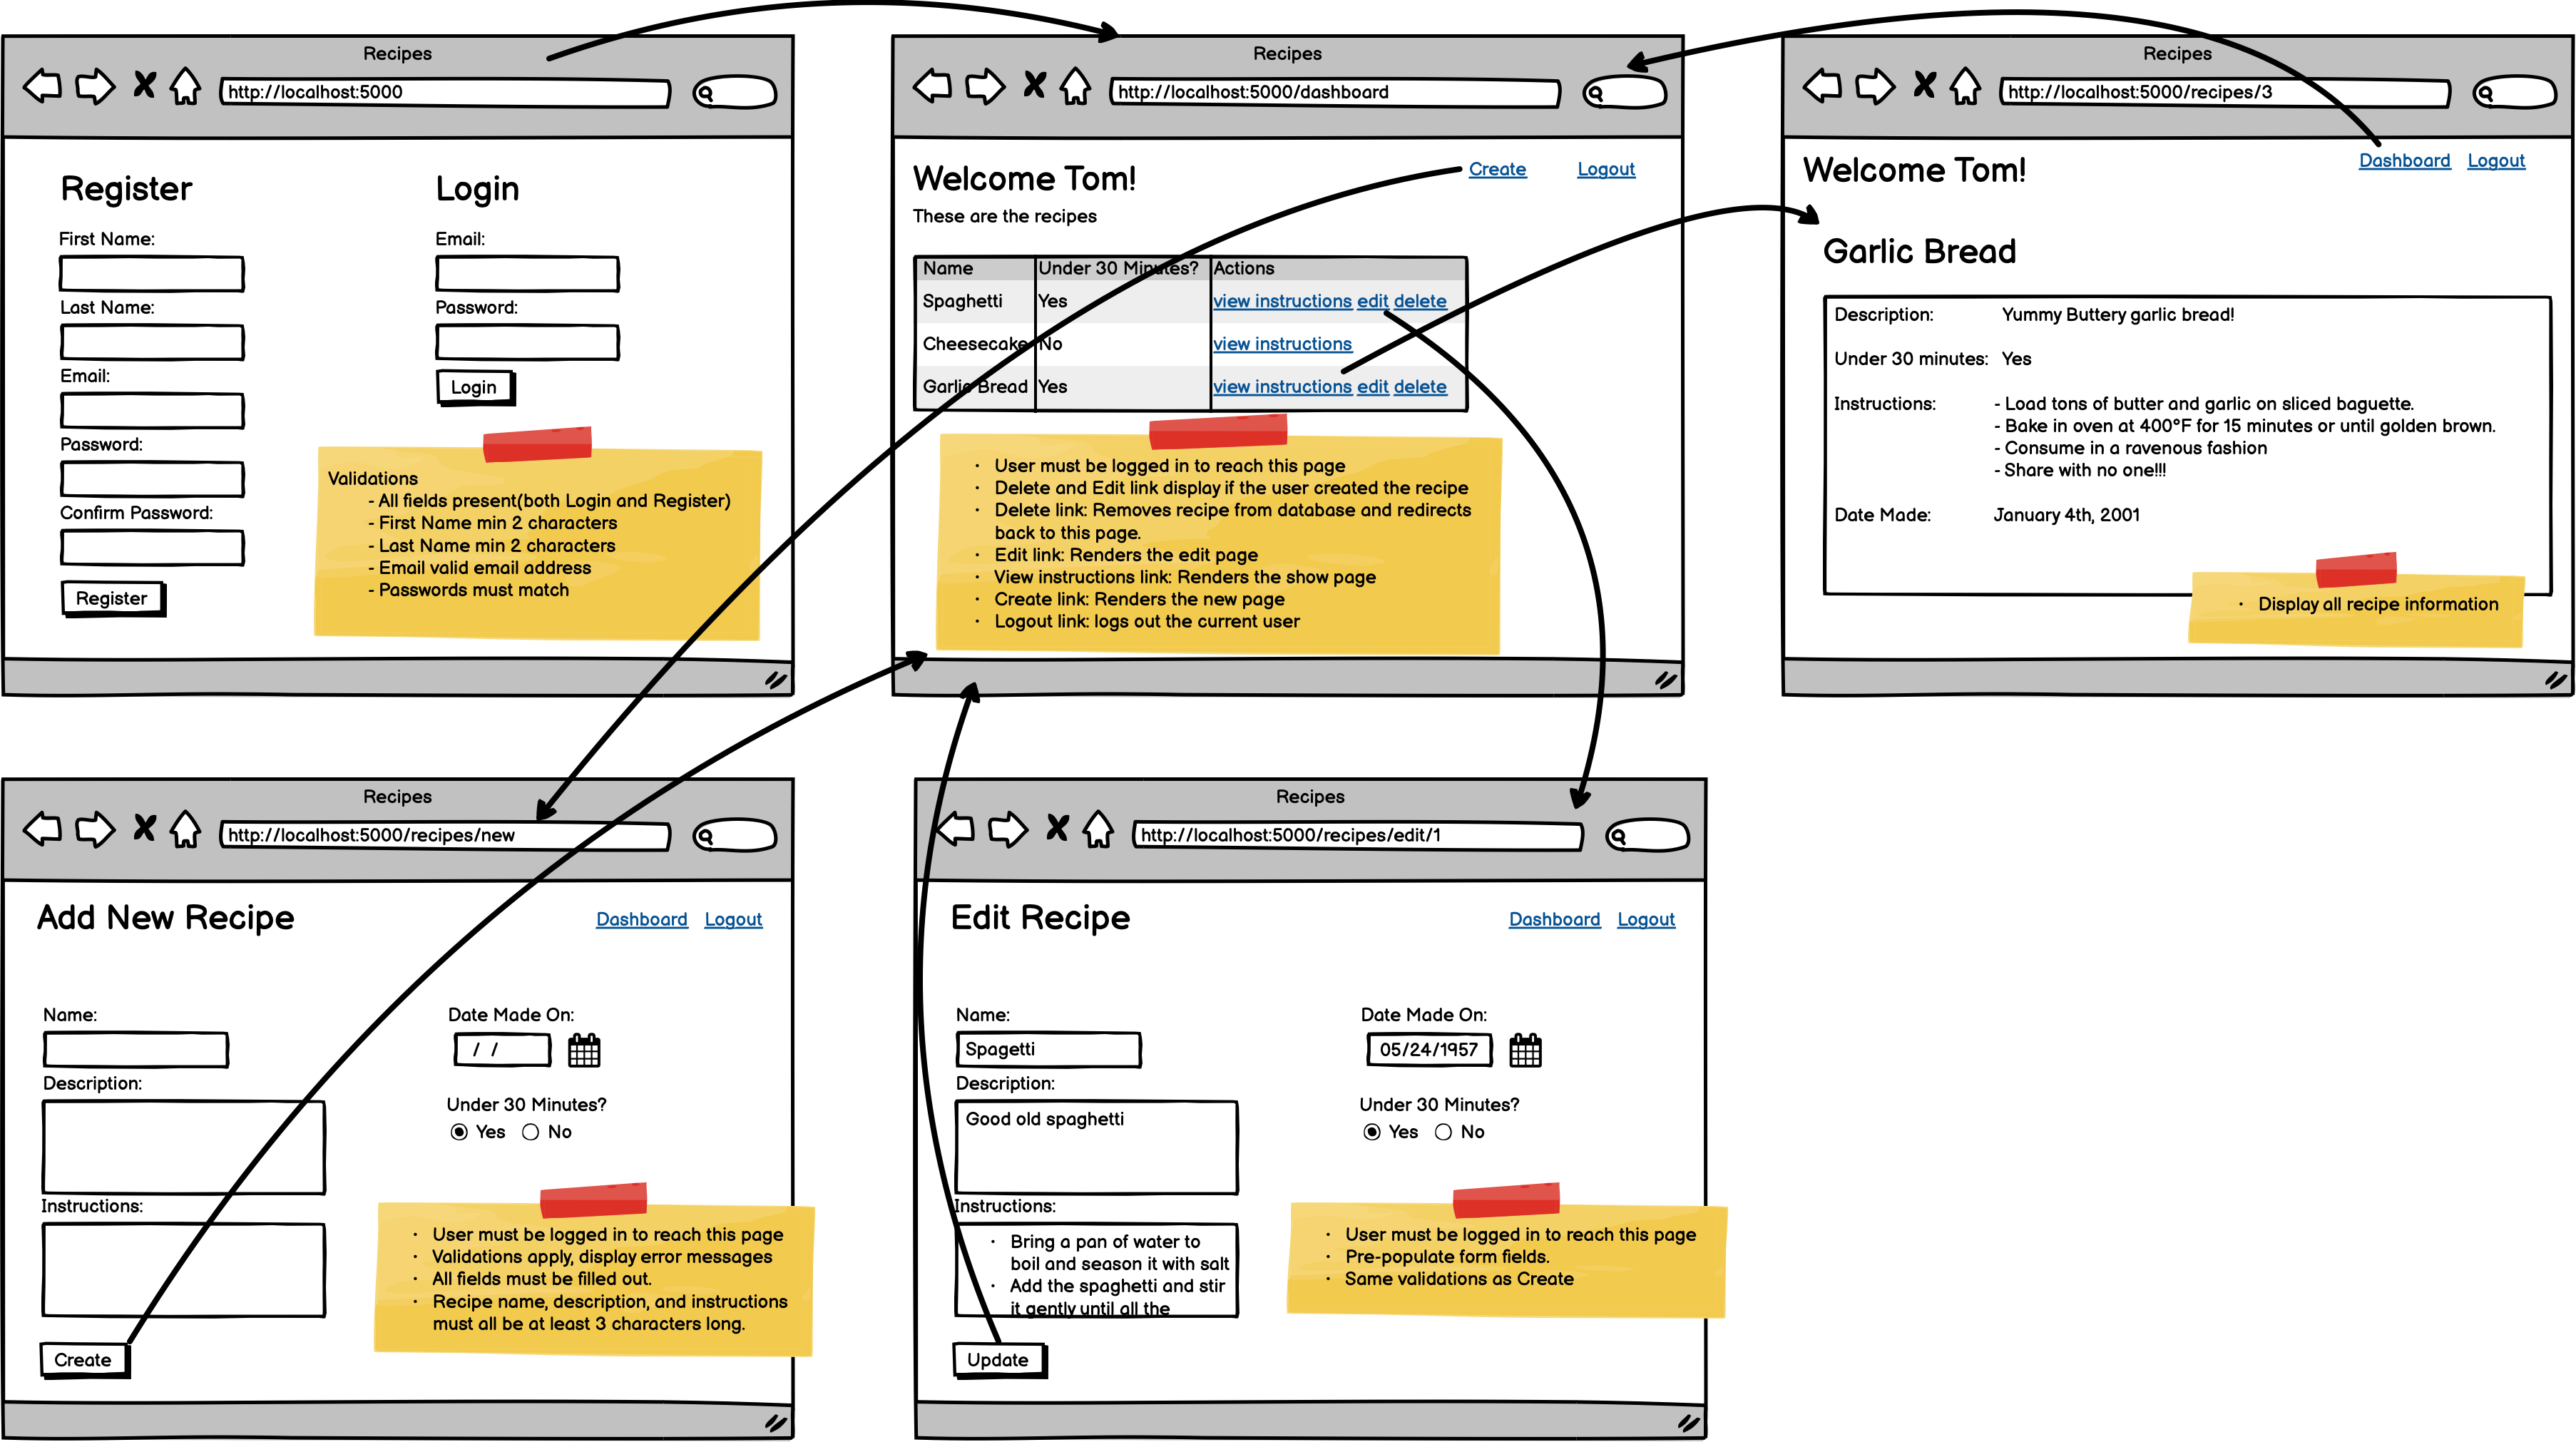 Recipes
http://localhost:5000
Register
Login
First Name:
Last Name:
Email:
Password:
Confirm Password:
Register
Email:
Password:
Login
Validations
- All fields present(both Login and Register)
- First Name min 2 characters
- Last Name min 2 characters
- Email valid email address
- Passwords must match
Recipes
http://localhost:5000/dashboard
Welcome Tom!
Create Logout
These are the recipes
Name Under 30 Minutes? Actions
Spaghetti Yes view instructions edit delete
Cheesecake No view instructions
Garlic Bread Yes view instructions edit delete
· User must be logged in to reach this page
· Delete and Edit link display if the user created the recipe
· Delete link: Removes recipe from database and redirects
back to this page.
· Edit link: Renders the edit page
· View instructions link: Renders the show page
· Create link: Renders the new page
· Logout link: logs out the current user
Recipes
http://localhost:5000/recipes/3
Welcome Tom!
Dashboard Logout
Garlic Bread
Description: Yummy Buttery garlic bread!
Under 30 minutes: Yes
Instructions: - Load tons of butter and garlic on sliced baguette.
- Bake in oven at 400°F for 15 minutes or until golden brown.
- Consume in a ravenous fashion
- Share with no one!!!
Date Made: January 4th, 2001
· Display all recipe information
Recipes
http://localhost:5000/recipes/new
Add New Recipe
Dashboard Logout
Name:
Description:
Instructions:
Create
Date Made On:
/ /
Under 30 Minutes?
Yes No
· User must be logged in to reach this page
· Validations apply, display error messages
· All fields must be filled out.
· Recipe name, description, and instructions
must all be at least 3 characters long.
Recipes
http://localhost:5000/recipes/edit/1
Edit Recipe
Dashboard Logout
Name:
Spagetti
Description:
Good old spaghetti
Instructions:
· Bring a pan of water to
boil and season it with salt
· Add the spaghetti and stir
it gently until all the
Update
Date Made On:
05/24/1957
Under 30 Minutes?
Yes No
· User must be logged in to reach this page
· Pre-populate form fields.
· Same validations as Create